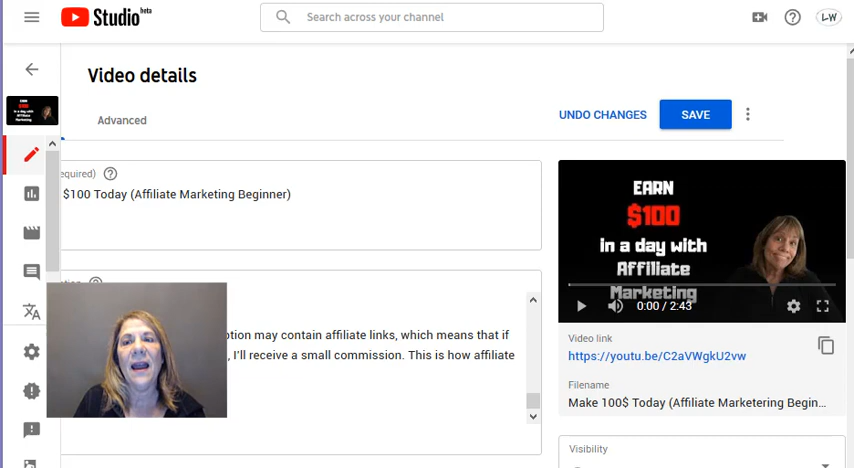 Studio beta
Search across your channel
L-W
Video details
Advanced
UNDO CHANGES
SAVE
equired)
$100 Today (Affiliate Marketing Beginner)
EARN
$100
in a day with
Affiliate
Marketing
0:00 / 2:43
ption may contain affiliate links, which means that if
, I'll receive a small commission. This is how affiliate
Video link
https://youtu.be/C2aVWgkU2vw
Filename
Make 100$ Today (Affiliate Marketering Begin...
Visibility